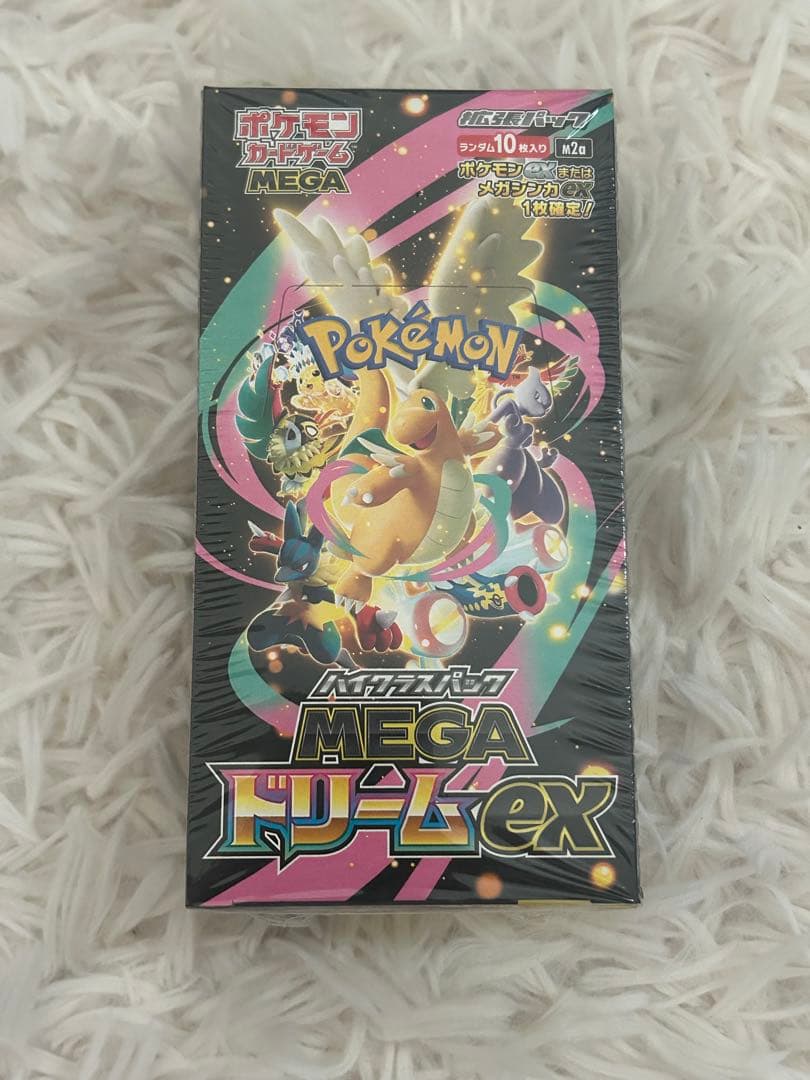 ポケモン
カードゲーム
MEGA
拡張パック
ランダム10枚入り M2a
ポケモンexまたは
メガシンカex
1枚確定!
POKÉMON
ハイクラスパック
MEGA
ドリームex